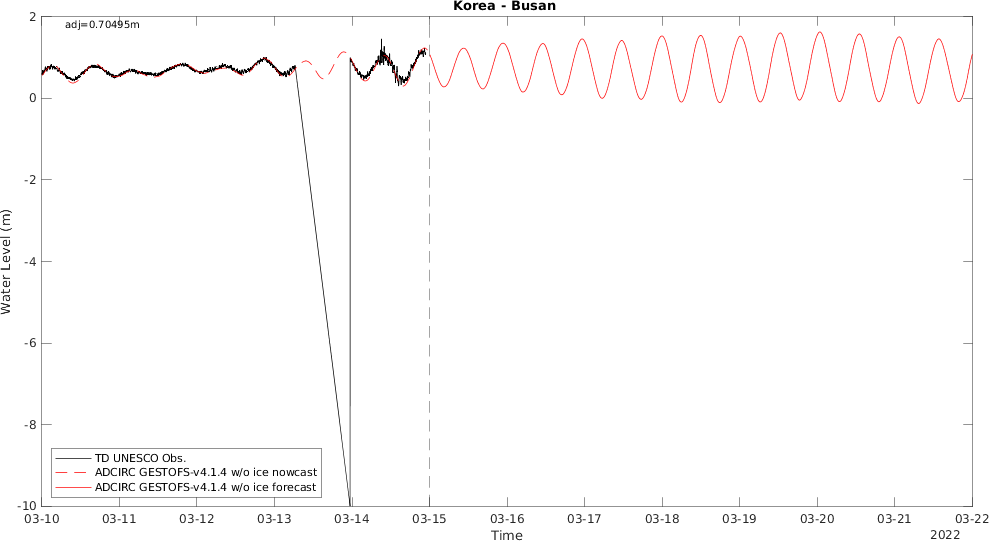 Korea - Busan
adj=0.70495m
2
0
-2
-4
-6
-8
-10
Water Level (m)
TD UNESCO Obs.
ADCIRC GESTOFS-v4.1.4 w/o ice nowcast
ADCIRC GESTOFS-v4.1.4 w/o ice forecast
03-10 03-11 03-12 03-13 03-14 03-15 03-16 03-17 03-18 03-19 03-20 03-21 03-22
Time
2022